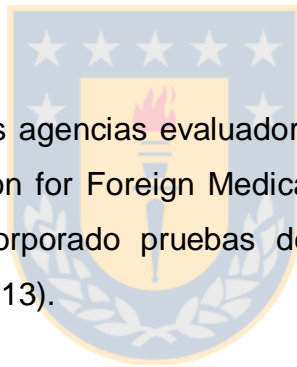 s agencias evaluador
on for Foreign Medica
orporado pruebas de
13).